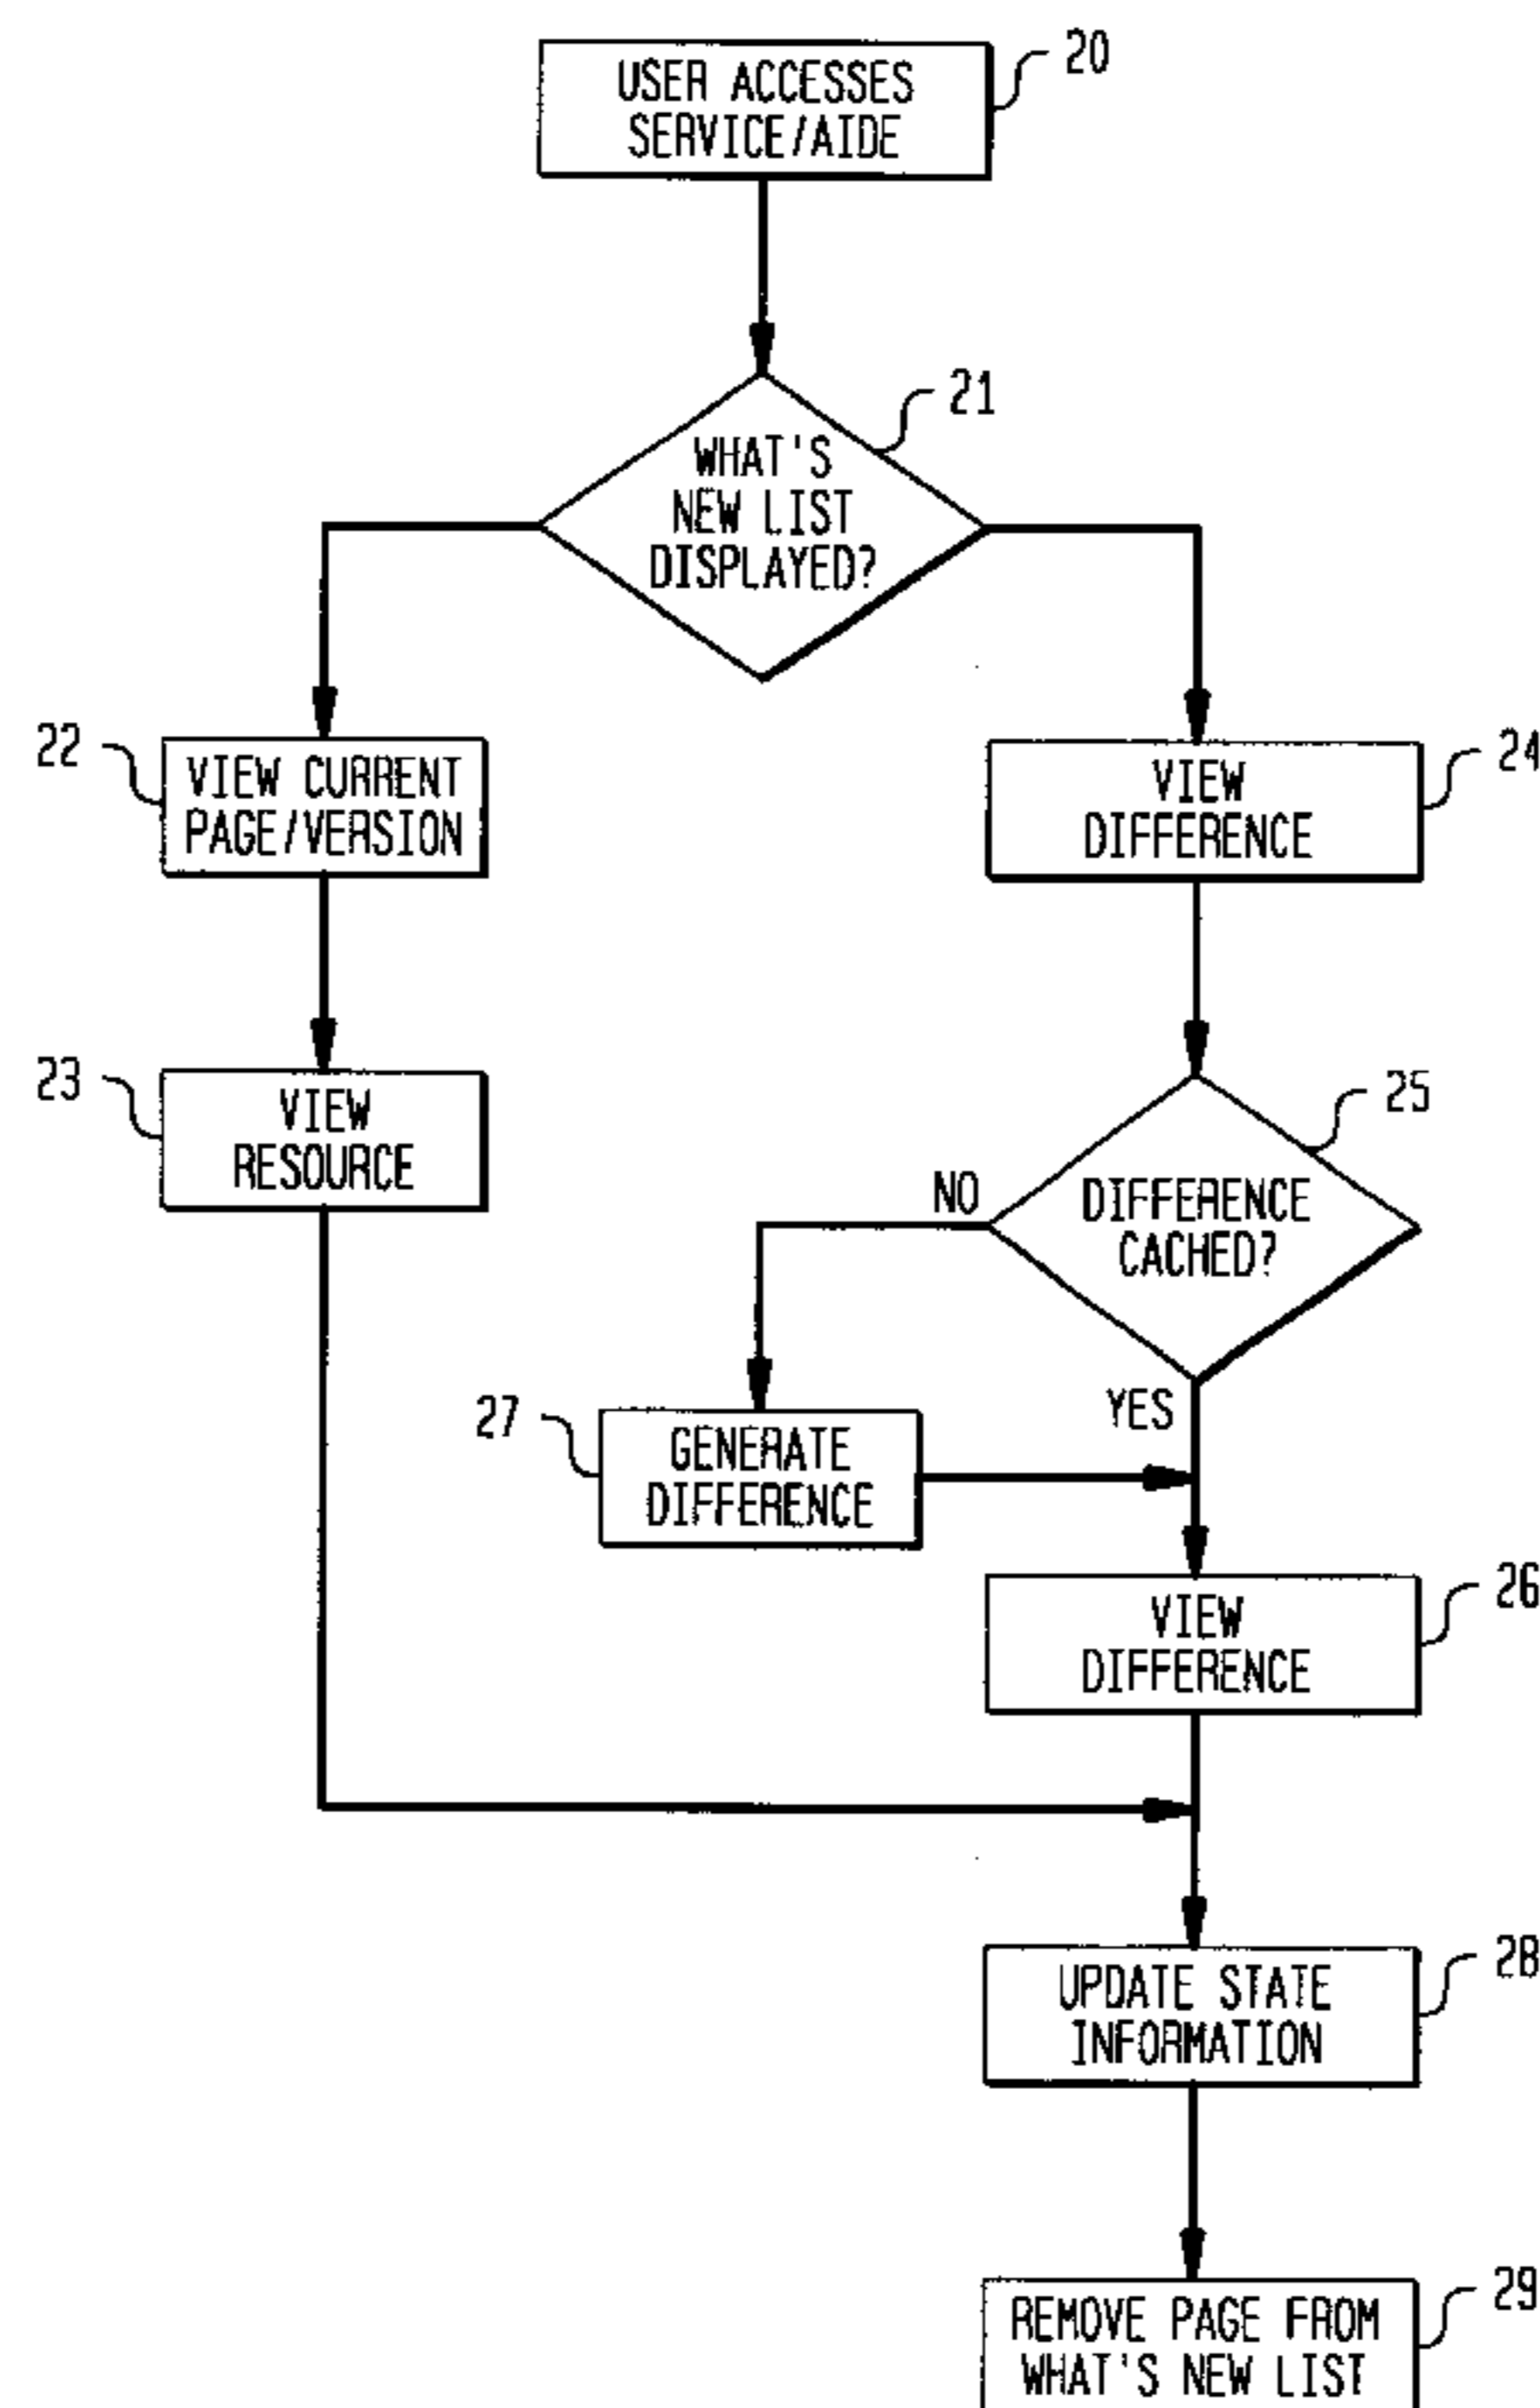 20
USER ACCESSES
SERVICE/AIDE
21
WHAT'S
NEW LIST
DISPLAYED?
22
VIEW CURRENT
PAGE/VERSION
24
VIEW
DIFFERENCE
23
VIEW
RESOURCE
25
DIFFERENCE
CACHED?
NO
YES
27
GENERATE
DIFFERENCE
26
VIEW
DIFFERENCE
28
UPDATE STATE
INFORMATION
29
REMOVE PAGE FROM
WHAT'S NEW LIST